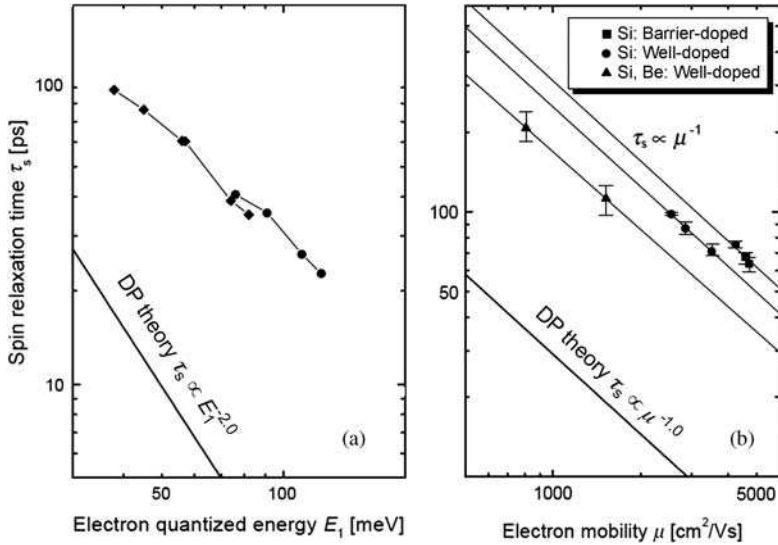 Spin relaxation time τs [ps]
100
10
DP theory τs ∝ E1^-2.0
(a)
50
100
Electron quantized energy E1 [meV]
■ Si: Barrier-doped
● Si: Well-doped
▲ Si, Be: Well-doped
τs ∝ μ^-1
100
50
DP theory τs ∝ μ^-1.0
(b)
1000
5000
Electron mobility μ [cm²/Vs]